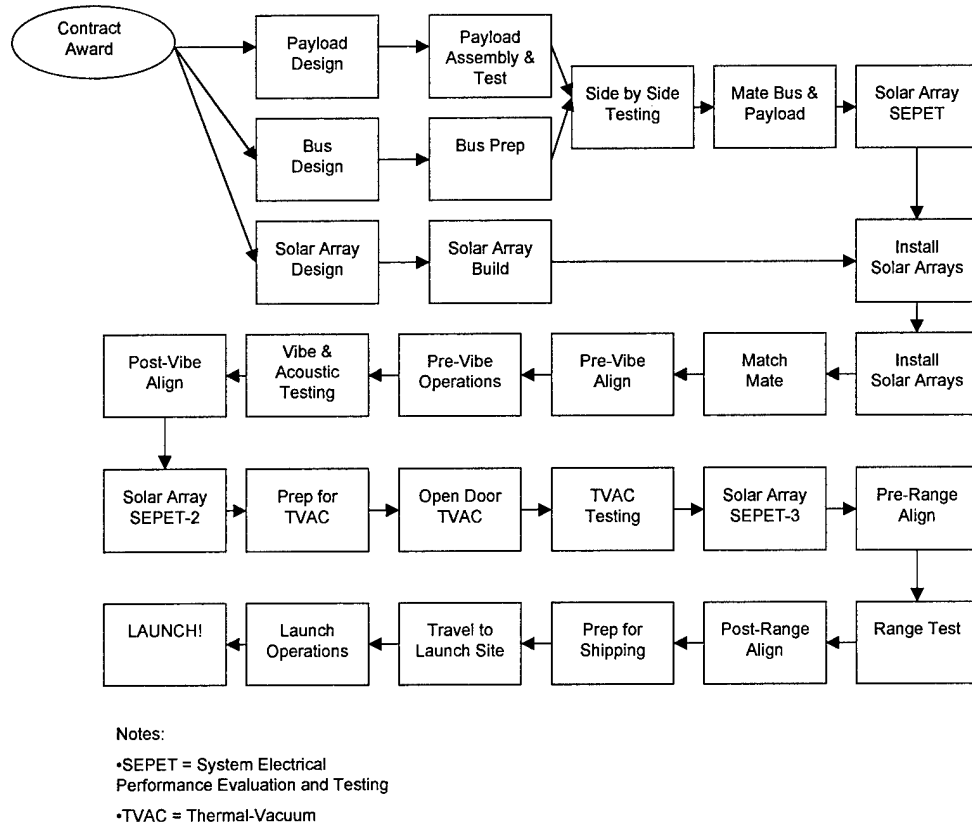 Contract
Award
Payload
Design
Payload
Assembly &
Test
Side by Side
Testing
Mate Bus &
Payload
Solar Array
SEPET
Bus
Design
Bus Prep
Solar Array
Design
Solar Array
Build
Install
Solar Arrays
Post-Vibe
Align
Vibe &
Acoustic
Testing
Pre-Vibe
Operations
Pre-Vibe
Align
Match
Mate
Install
Solar Arrays
Solar Array
SEPET-2
Prep for
TVAC
Open Door
TVAC
TVAC
Testing
Solar Array
SEPET-3
Pre-Range
Align
LAUNCH!
Launch
Operations
Travel to
Launch Site
Prep for
Shipping
Post-Range
Align
Range Test
Notes:
•SEPET = System Electrical
Performance Evaluation and Testing
•TVAC = Thermal-Vacuum